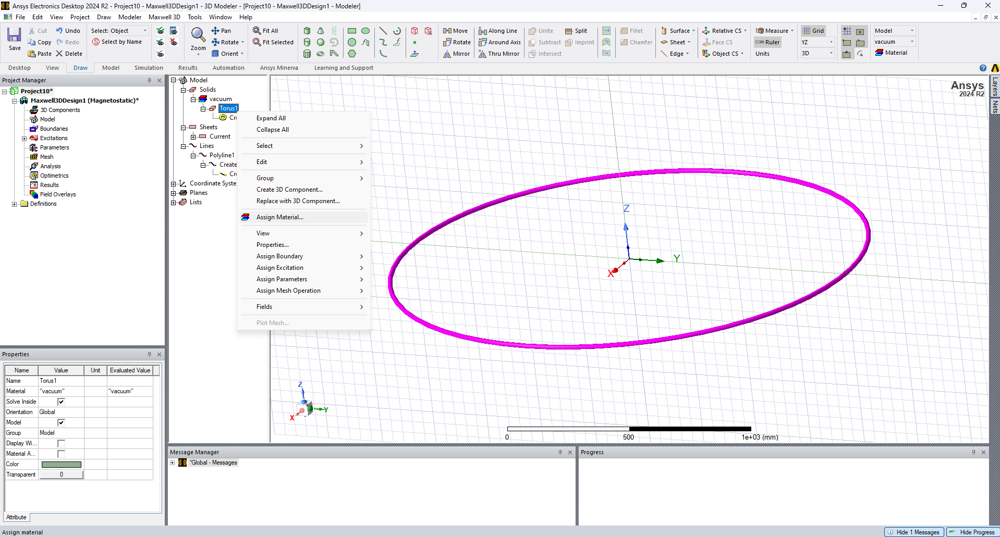 Ansys Electronics Desktop 2024 R2 - Project10 - Maxwell3DDesign1 - 3D Modeler - [Project10 - Maxwell3DDesign1 - Modeler]
File Edit View Project Draw Modeler Maxwell 3D Tools Window Help
Save
Cut
Copy
Paste
Undo
Redo
Delete
Select: Object
Select by Name
Zoom
Pan
Rotate
Orient
Fit All
Fit Selected
Move
Rotate
Mirror
Along Line
Around Axis
Thru Mirror
Unite
Subtract
Intersect
Split
Imprint
Fillet
Chamfer
Surface
Sheet
Edge
Relative CS
Face CS
Object CS
Measure
Ruler
Units
Grid
YZ
3D
Model
vacuum
Material
Desktop View Draw Model Simulation Results Automation Ansys Minerva Learning and Support
Project Manager
Project10*
Maxwell3DDesign1 (Magnetostatic)*
3D Components
Model
Boundaries
Excitations
Parameters
Mesh
Analysis
Optimetrics
Results
Field Overlays
Definitions
Model
Solids
vacuum
Torus1
Cre
Sheets
Current
Lines
Polyline1
Create
Cre
Coordinate Syste
Planes
Lists
Expand All
Collapse All
Select
Edit
Group
Create 3D Component...
Replace with 3D Component...
Assign Material...
View
Properties...
Assign Boundary
Assign Excitation
Assign Parameters
Assign Mesh Operation
Fields
Plot Mesh...
Ansys
2024 R2
Layers
Nets
Z
Y
X
Z
Y
X
0 500 1e+03 (mm)
Properties
Name Value Unit Evaluated Value
Name Torus1
Material "vacuum" "vacuum"
Solve Inside
Orientation Global
Model
Group Model
Display Wi...
Material A...
Color
Transparent 0
Attribute
Message Manager
*Global - Messages
Progress
Assign material
Hide 1 Messages
Hide Progress